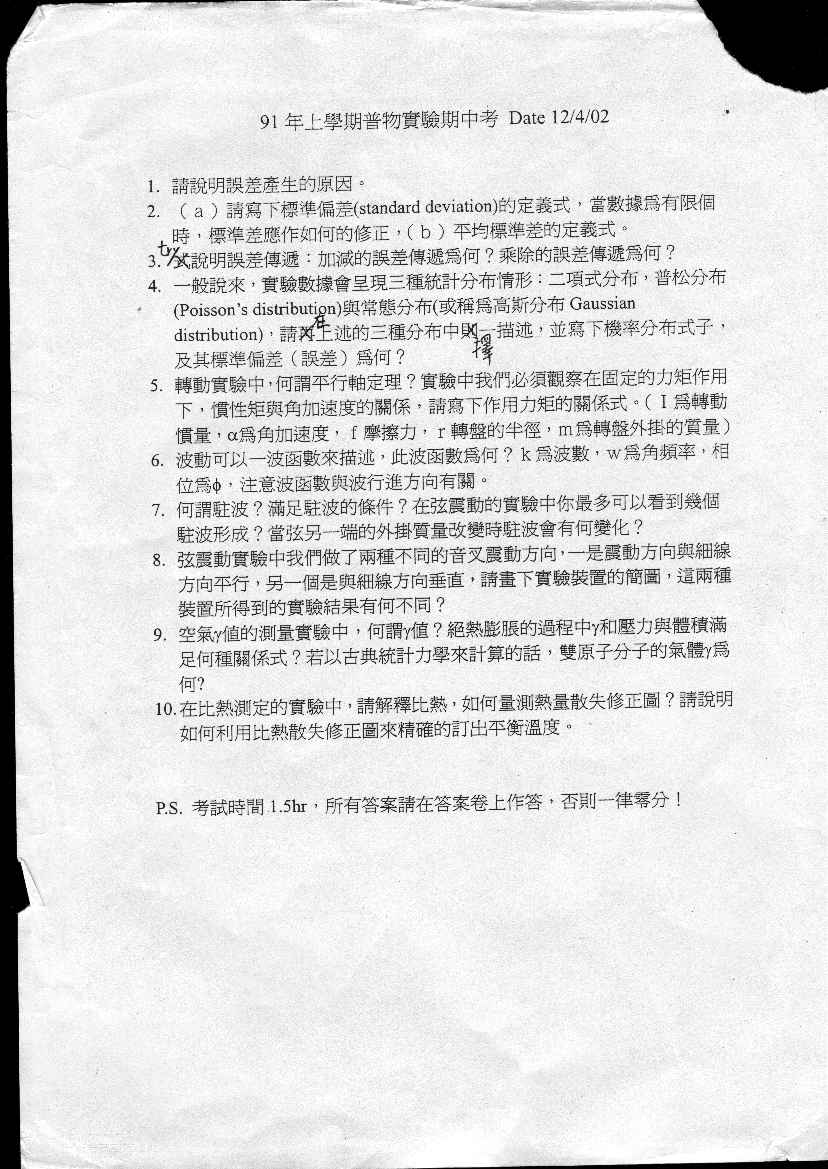 91 年上學期普物實驗期中考 Date 12/4/02
1. 請說明誤差產生的原因。
2. （ａ）請寫下標準偏差(standard deviation)的定義式，當數據為有限個
時，標準差應作如何的修正，（ｂ）平均標準差的定義式。
3. try 說明誤差傳遞：加減的誤差傳遞為何？乘除的誤差傳遞為何？
4. 一般說來，實驗數據會呈現三種統計分布情形：二項式分布，普松分布
(Poisson's distribution)與常態分布(或稱為高斯分布 Gaussian
distribution)，請在上述的三種分布中擇一描述，並寫下機率分布式子，
及其標準偏差（誤差）為何？
5. 轉動實驗中，何謂平行軸定理？實驗中我們必須觀察在固定的力矩作用
下，慣性矩與角加速度的關係，請寫下作用力矩的關係式。（Ｉ為轉動
慣量，α為角加速度，ｆ摩擦力，ｒ轉盤的半徑，ｍ為轉盤外掛的質量）
6. 波動可以一波函數來描述，此波函數為何？ｋ為波數，ｗ為角頻率，相
位為ϕ，注意波函數與波行進方向有關。
7. 何謂駐波？滿足駐波的條件？在弦震動的實驗中你最多可以看到幾個
駐波形成？當弦另一端的外掛質量改變時駐波會有何變化？
8. 弦震動實驗中我們做了兩種不同的音叉震動方向，一是震動方向與細線
方向平行，另一個是與細線方向垂直，請畫下實驗裝置的簡圖，這兩種
裝置所得到的實驗結果有何不同？
9. 空氣γ值的測量實驗中，何謂γ值？絕熱膨脹的過程中γ和壓力與體積滿
足何種關係式？若以古典統計力學來計算的話，雙原子分子的氣體γ為
何?
10. 在比熱測定的實驗中，請解釋比熱，如何量測熱量散失修正圖？請說明
如何利用比熱散失修正圖來精確的訂出平衡溫度。
P.S. 考試時間 1.5hr，所有答案請在答案卷上作答，否則一律零分！